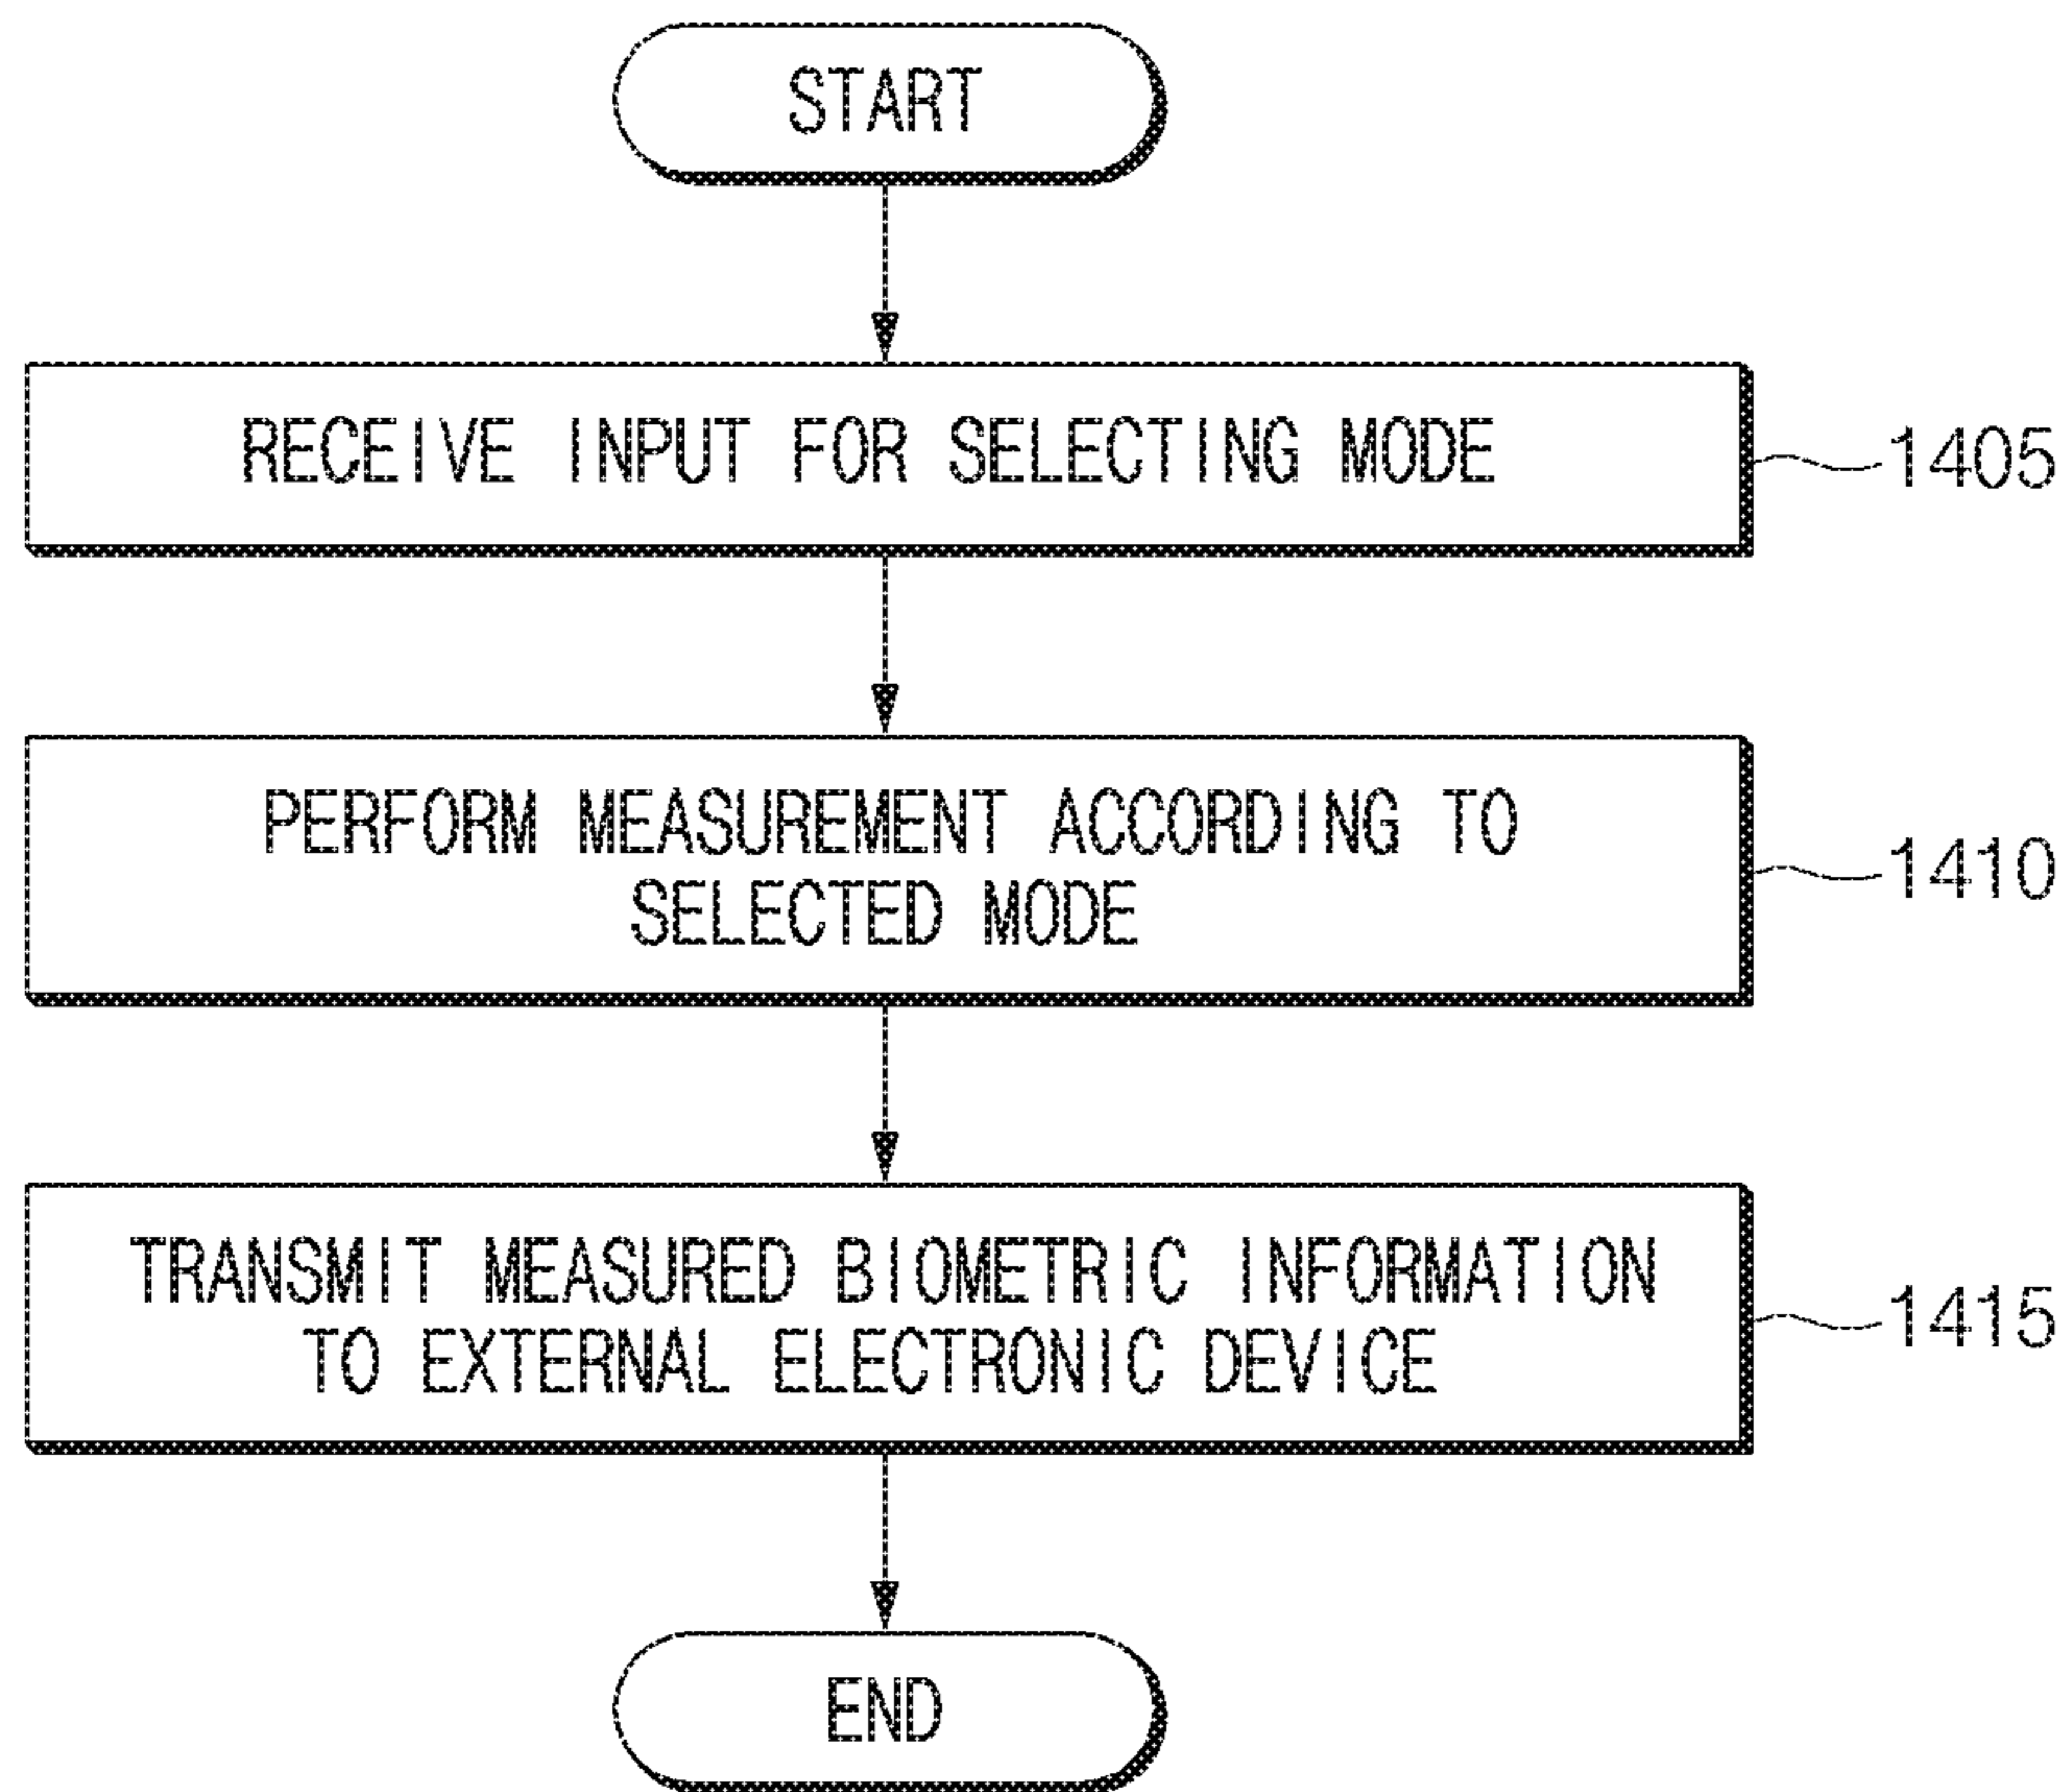 START
RECEIVE INPUT FOR SELECTING MODE
1405
PERFORM MEASUREMENT ACCORDING TO
SELECTED MODE
1410
TRANSMIT MEASURED BIOMETRIC INFORMATION
TO EXTERNAL ELECTRONIC DEVICE
1415
END